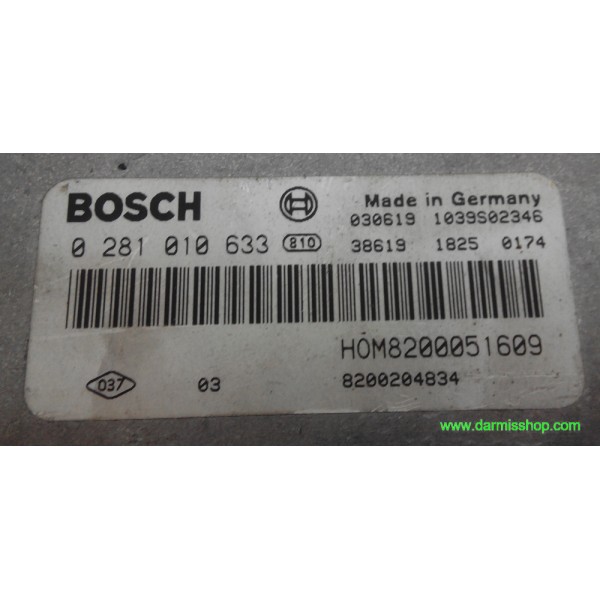 BOSCH
Made in Germany
030619 1039S02346
0 281 010 633 810
38619 1825 0174
HOM8200051609
037 03
8200204834
www.darmisshop.com